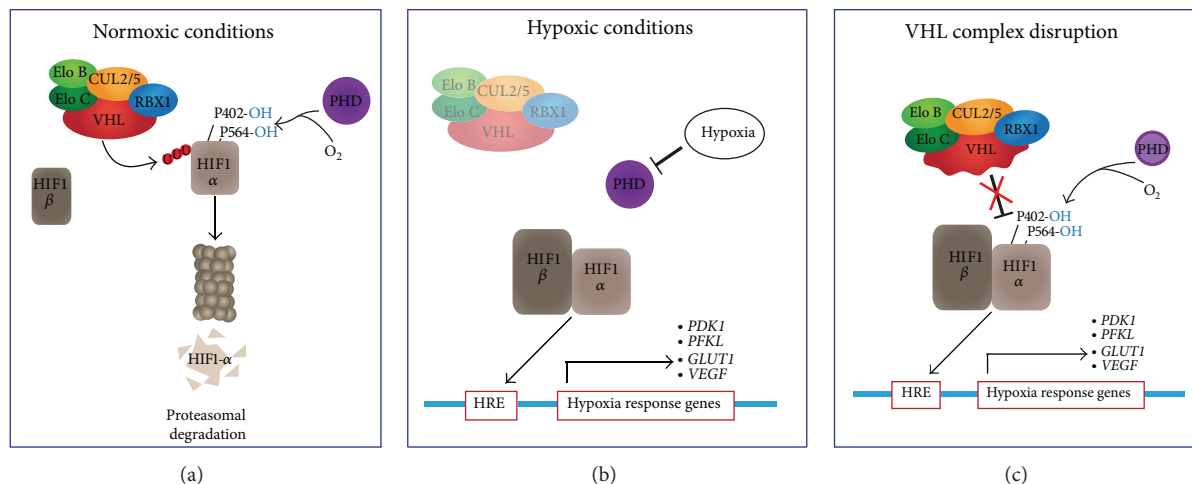 Normoxic conditions
Elo B
CUL2/5
Elo C
RBX1
VHL
PHD
P402-OH
P564-OH
O2
UUU
HIF1
α
HIF1
β
HIF1-α
Proteasomal
degradation
(a)
Hypoxic conditions
Elo B
CUL2/5
Elo C
RBX1
VHL
Hypoxia
PHD
HIF1
β
HIF1
α
• PDK1
• PFKL
• GLUT1
• VEGF
HRE
Hypoxia response genes
(b)
VHL complex disruption
Elo B
CUL2/5
Elo C
RBX1
VHL
PHD
O2
P402-OH
P564-OH
HIF1
β
HIF1
α
• PDK1
• PFKL
• GLUT1
• VEGF
HRE
Hypoxia response genes
(c)